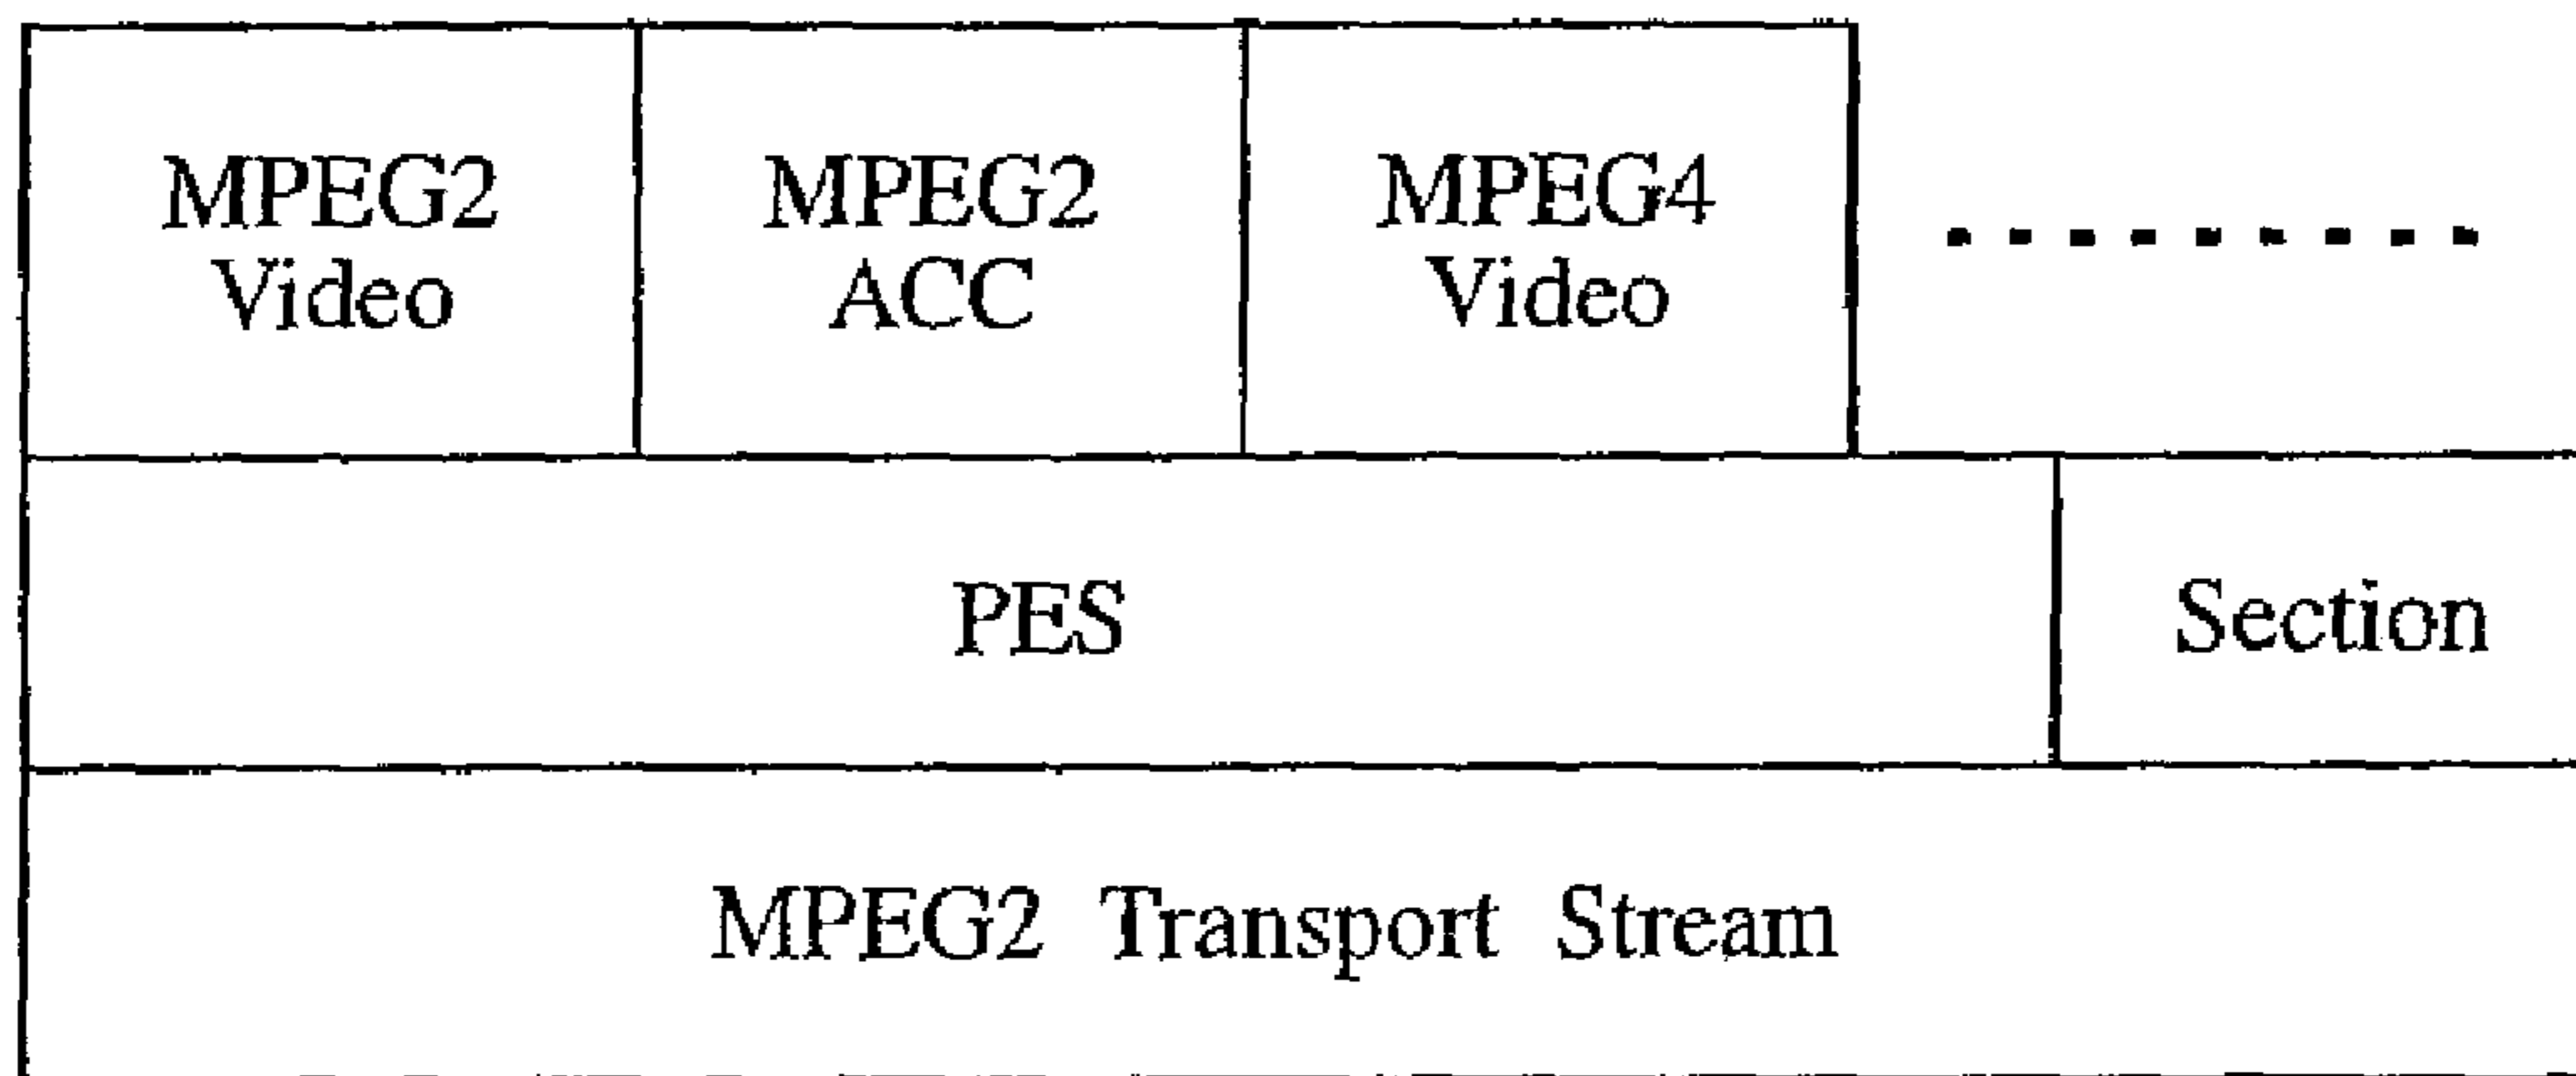 MPEG2
Video
MPEG2
ACC
MPEG4
Video
PES
Section
MPEG2 Transport Stream